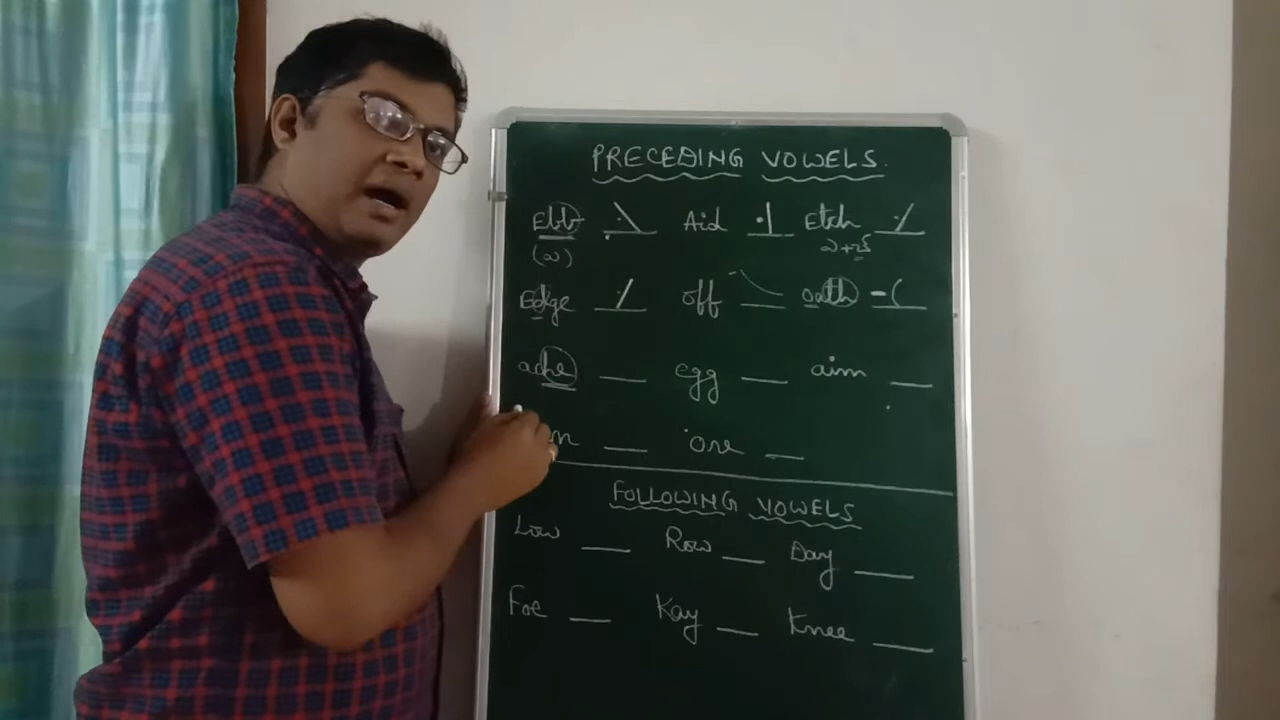 PRECEDING VOWELS.
Ebb Aid Etch
Edge off oath
ache egg aim
ore
FOLLOWING VOWELS
Low Row Day
Foe Kay Knee